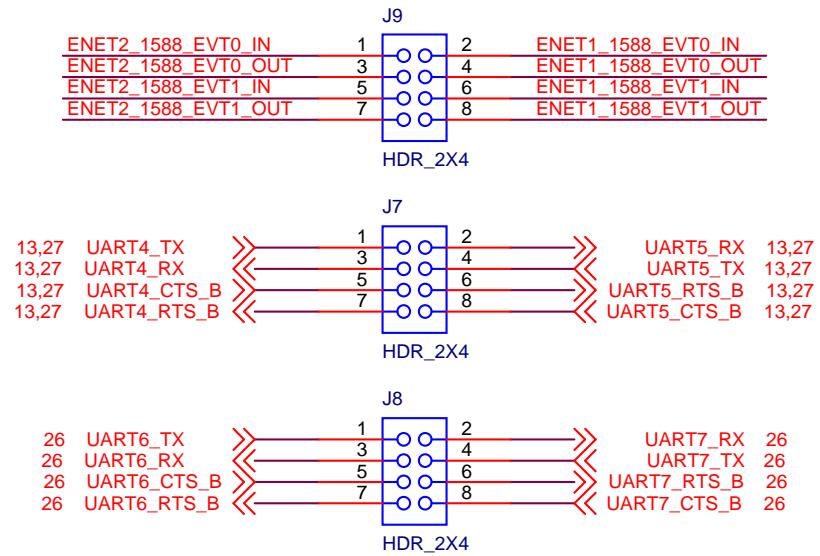 J9
ENET2_1588_EVT0_IN 1 2 ENET1_1588_EVT0_IN
ENET2_1588_EVT0_OUT 3 4 ENET1_1588_EVT0_OUT
ENET2_1588_EVT1_IN 5 6 ENET1_1588_EVT1_IN
ENET2_1588_EVT1_OUT 7 8 ENET1_1588_EVT1_OUT
HDR_2X4
J7
13,27 UART4_TX 1 2 UART5_RX 13,27
13,27 UART4_RX 3 4 UART5_TX 13,27
13,27 UART4_CTS_B 5 6 UART5_RTS_B 13,27
13,27 UART4_RTS_B 7 8 UART5_CTS_B 13,27
HDR_2X4
J8
26 UART6_TX 1 2 UART7_RX 26
26 UART6_RX 3 4 UART7_TX 26
26 UART6_CTS_B 5 6 UART7_RTS_B 26
26 UART6_RTS_B 7 8 UART7_CTS_B 26
HDR_2X4